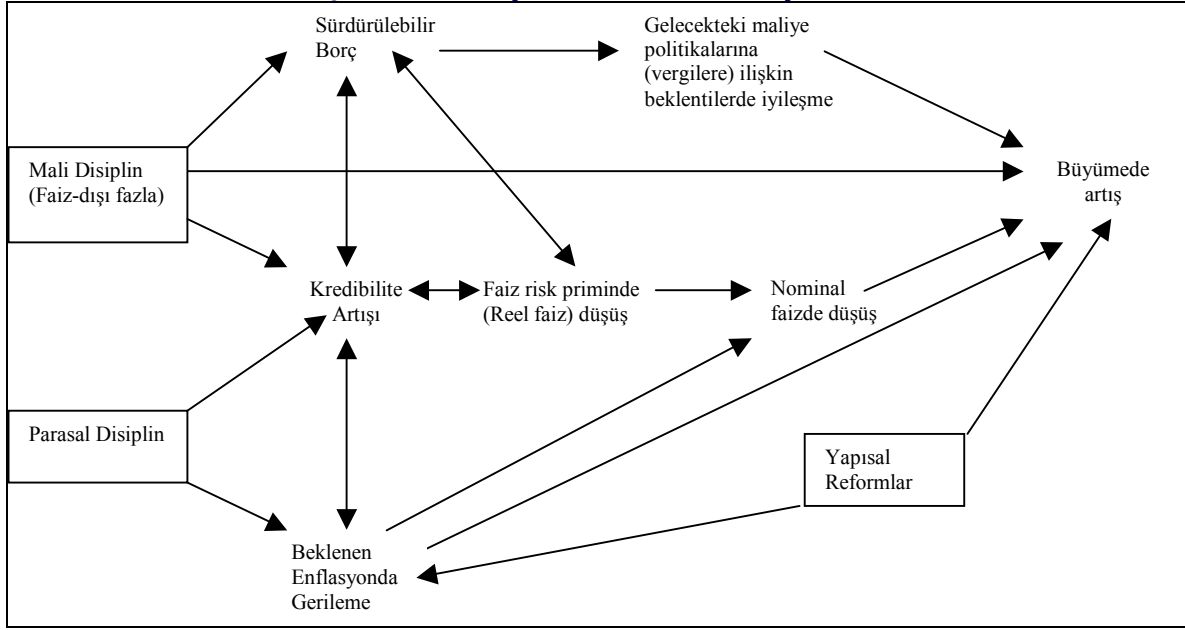 Sürdürülebilir
Borç
Gelecekteki maliye
politikalarına
(vergilere) ilişkin
beklentilerde iyileşme
Mali Disiplin
(Faiz-dışı fazla)
Büyümede
artış
Kredibilite
Artışı
Faiz risk priminde
(Reel faiz) düşüş
Nominal
faizde düşüş
Parasal Disiplin
Yapısal
Reformlar
Beklenen
Enflasyonda
Gerileme